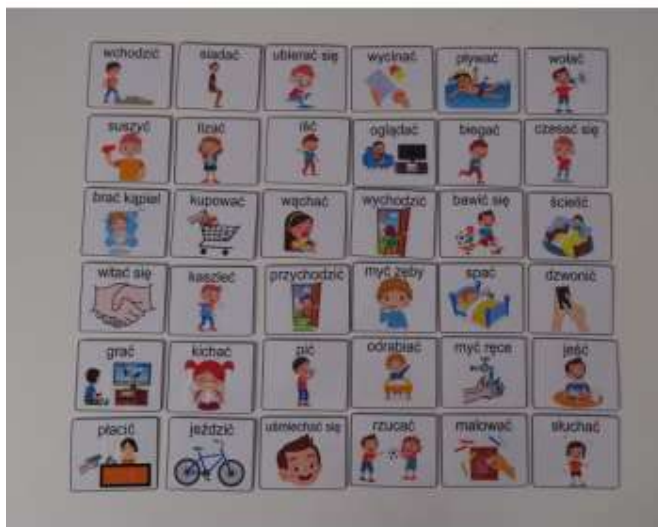 wchodzić
siadać
ubierać się
wycinać
pływać
wołać
suszyć
lizać
iść
oglądać
biegać
czesać się
brać kąpiel
kupować
wąchać
wychodzić
bawić się
ścielić
witać się
kaszleć
przychodzić
myć zęby
spać
dzwonić
grać
kichać
pić
odrabiać
myć ręce
jeść
płacić
jeździć
uśmiechać się
rzucać
malować
słuchać